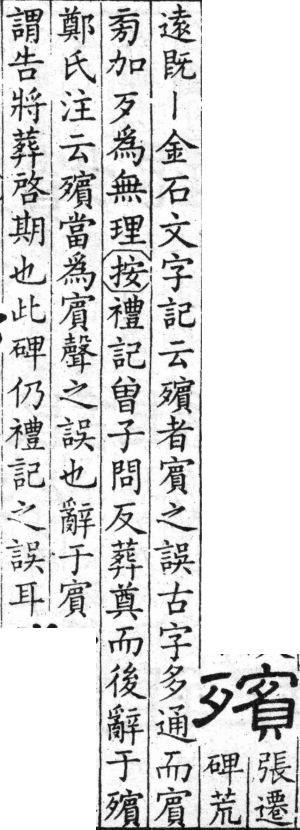 殯
張遷
碑荒
遠既丨金石文字記云殯者賓之誤古字多通而賓
旁加歹爲無理按禮記曾子問反葬奠而後辭于殯
鄭氏注云殯當爲賓聲之誤也辭于賓
謂告將葬啓期也此碑仍禮記之誤耳